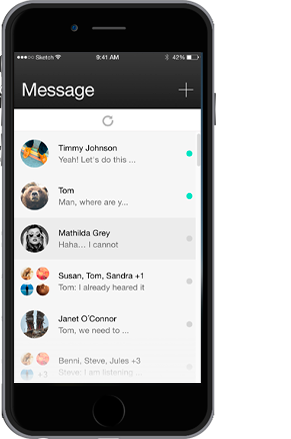 Sketch 9:41 AM 42%
Message
Timmy Johnson
Yeah! Let's do this ...
Tom
Man, where are y...
Mathilda Grey
Haha... I cannot
Susan, Tom, Sandra +1
Tom: I already heared it
Janet O'Connor
Tom, we need to ...
Benni, Steve, Jules +3
Steve: I am listening ...
+3